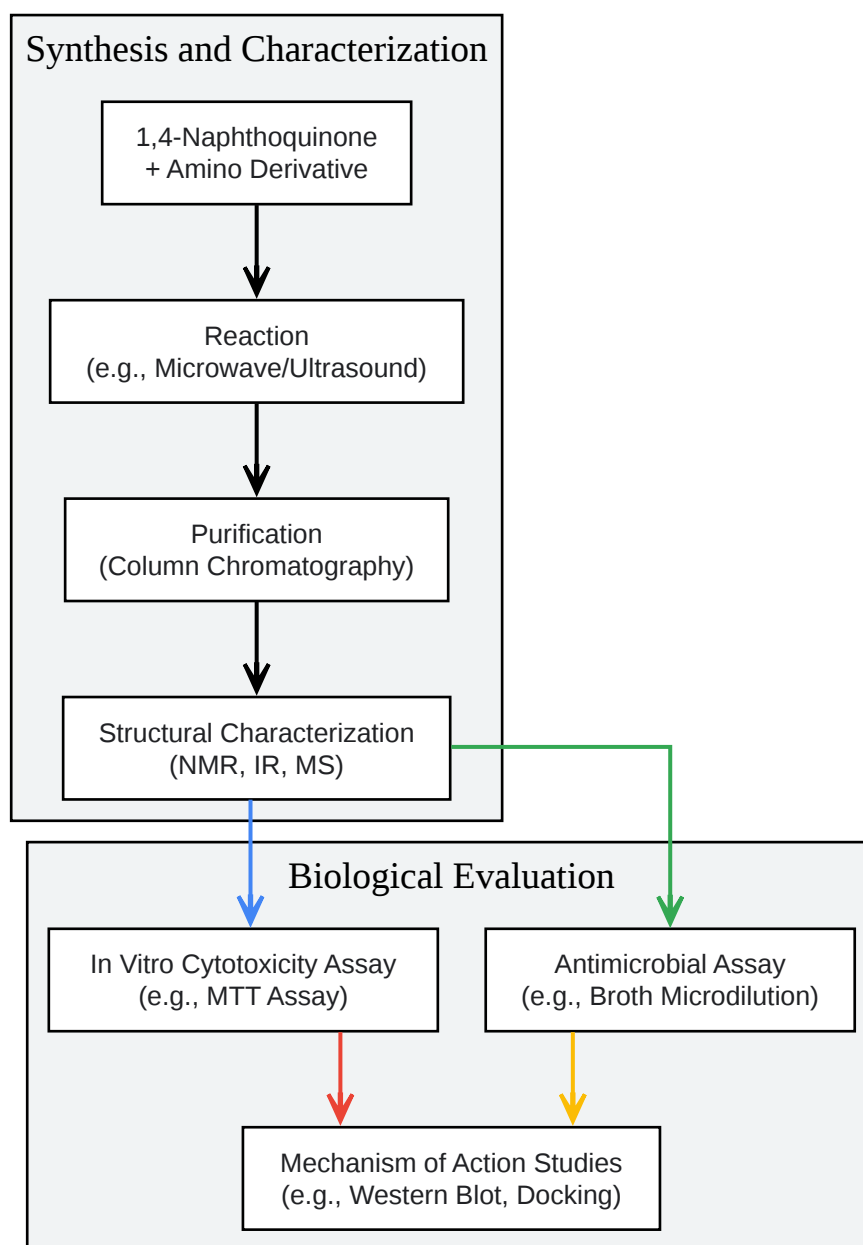 Synthesis and Characterization
1,4-Naphthoquinone
+ Amino Derivative
Reaction
(e.g., Microwave/Ultrasound)
Purification
(Column Chromatography)
Structural Characterization
(NMR, IR, MS)
Biological Evaluation
In Vitro Cytotoxicity Assay
(e.g., MTT Assay)
Antimicrobial Assay
(e.g., Broth Microdilution)
Mechanism of Action Studies
(e.g., Western Blot, Docking)